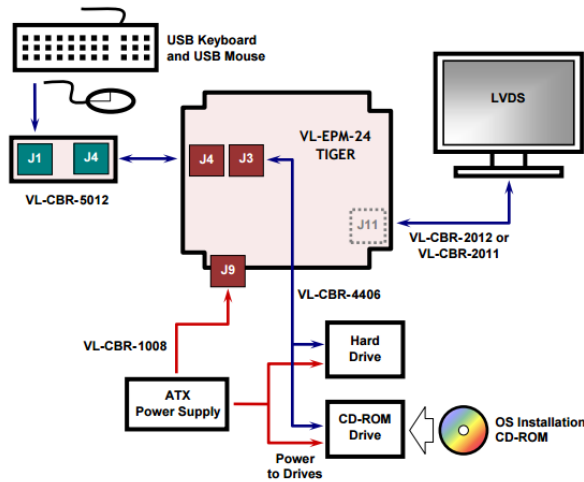 USB Keyboard
and USB Mouse
LVDS
VL-EPM-24
TIGER
J1
J4
J4
J3
VL-CBR-5012
J11
VL-CBR-2012 or
VL-CBR-2011
J9
VL-CBR-4406
VL-CBR-1008
Hard
Drive
ATX
Power Supply
CD-ROM
Drive
OS Installation
CD-ROM
Power
to Drives